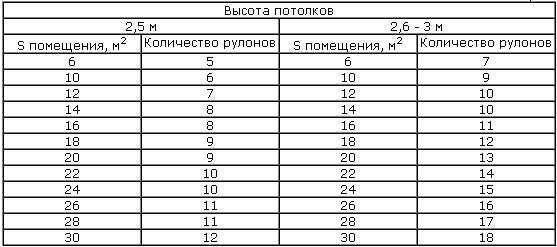 Высота потолков
2,5 м 2,6 - 3 м
S помещения, м² Количество рулонов S помещения, м² Количество рулонов
6 5 6 7
10 6 10 9
12 7 12 10
14 8 14 10
16 8 16 11
18 9 18 12
20 9 20 13
22 10 22 14
24 10 24 15
26 11 26 16
28 11 28 17
30 12 30 18